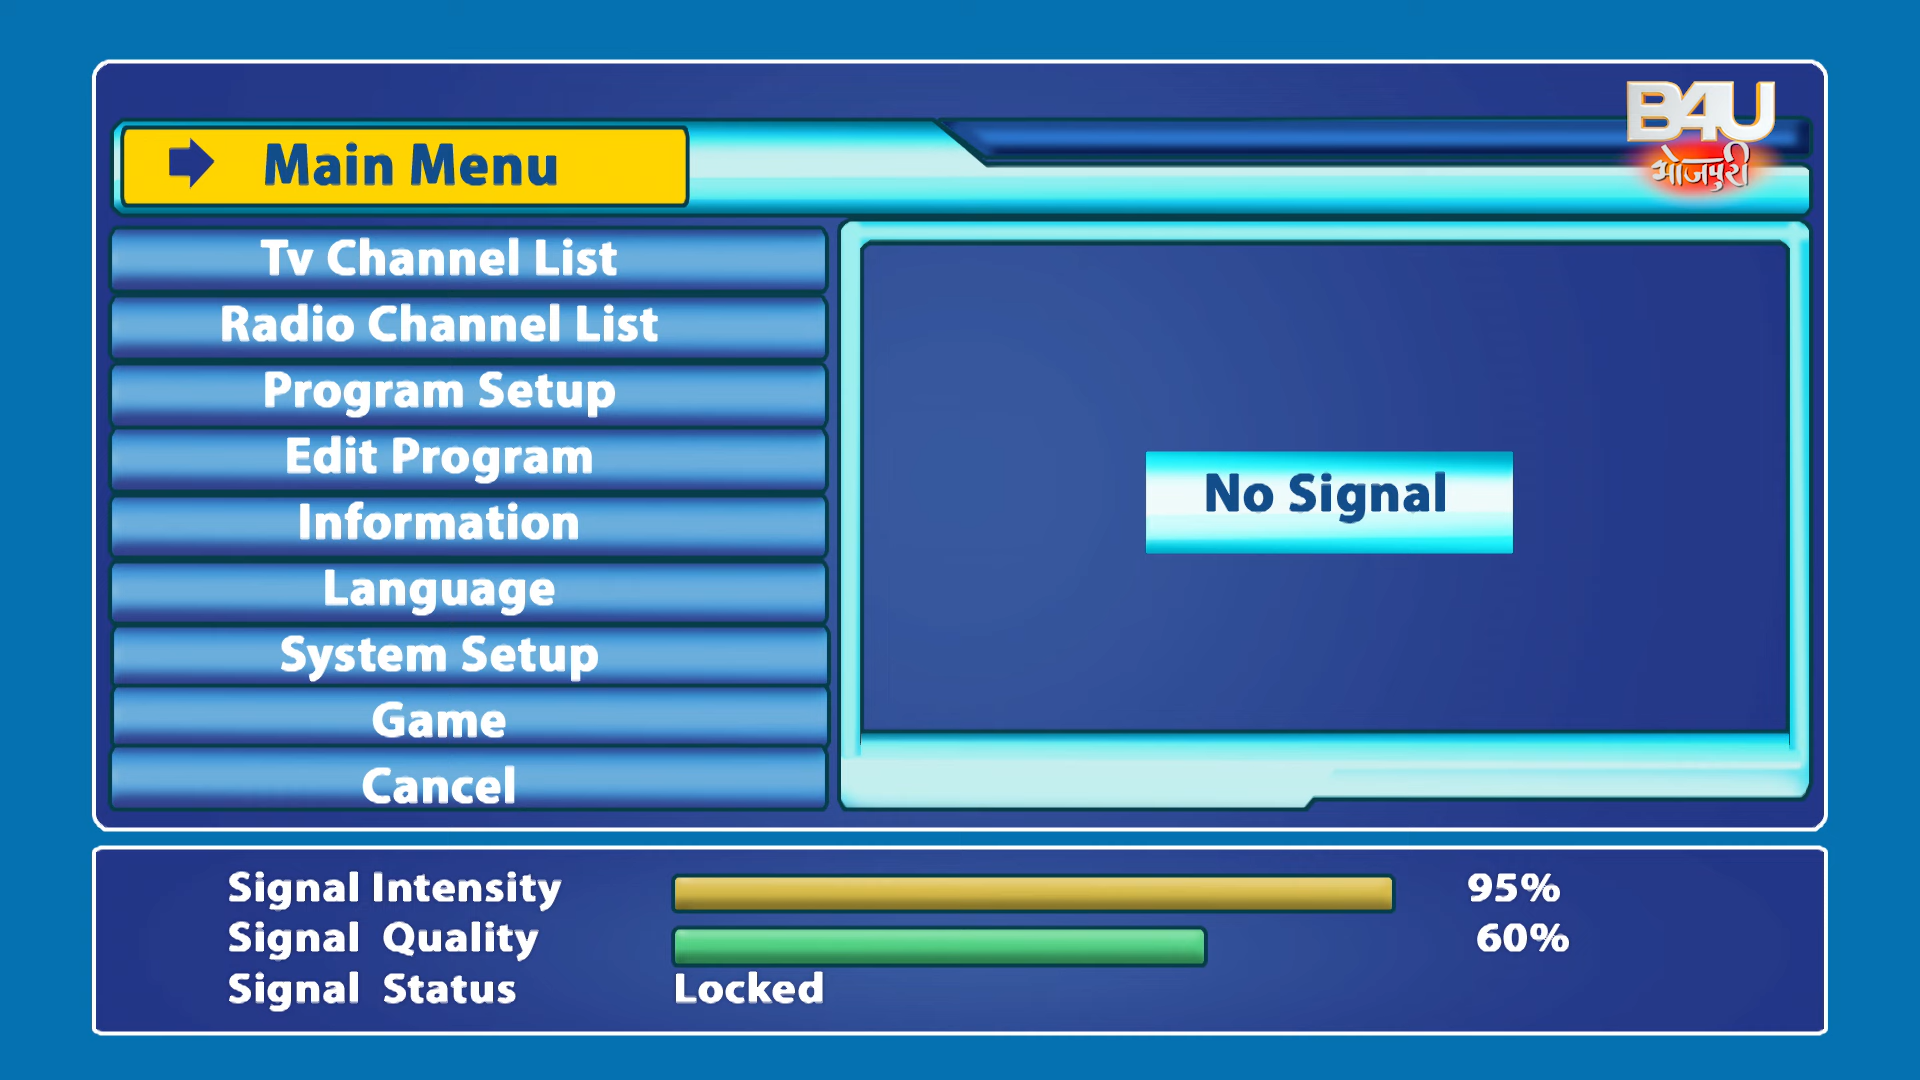 B4U
भोजपुरी
Main Menu
Tv Channel List
Radio Channel List
Program Setup
Edit Program
Information
Language
System Setup
Game
Cancel
No Signal
Signal Intensity 95%
Signal Quality 60%
Signal Status Locked